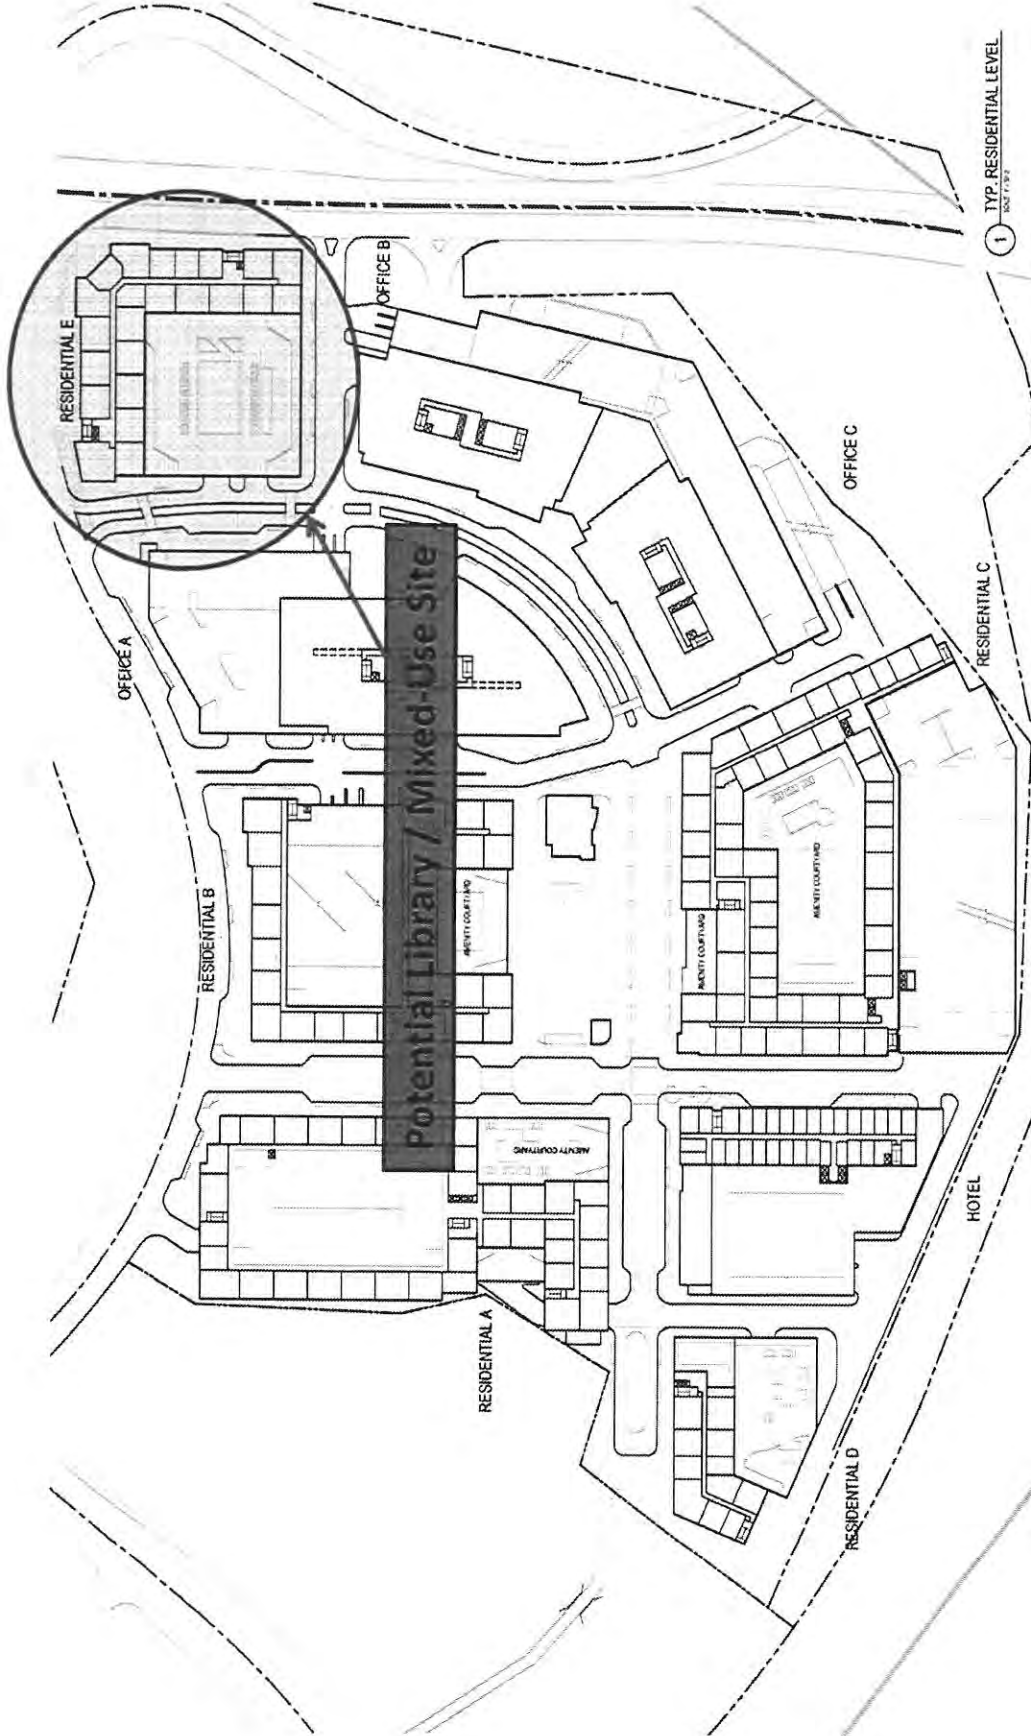 RESIDENTIAL E
OFFICE B
OFFICE A
Potential Library / Mixed-Use Site
OFFICE C
RESIDENTIAL B
RESIDENTIAL C
AMENITY COURTYARD
AMENITY COURTYARD
AMENITY COURTYARD
AMENITY COURTYARD
RESIDENTIAL A
HOTEL
RESIDENTIAL D
1
TYP. RESIDENTIAL LEVEL